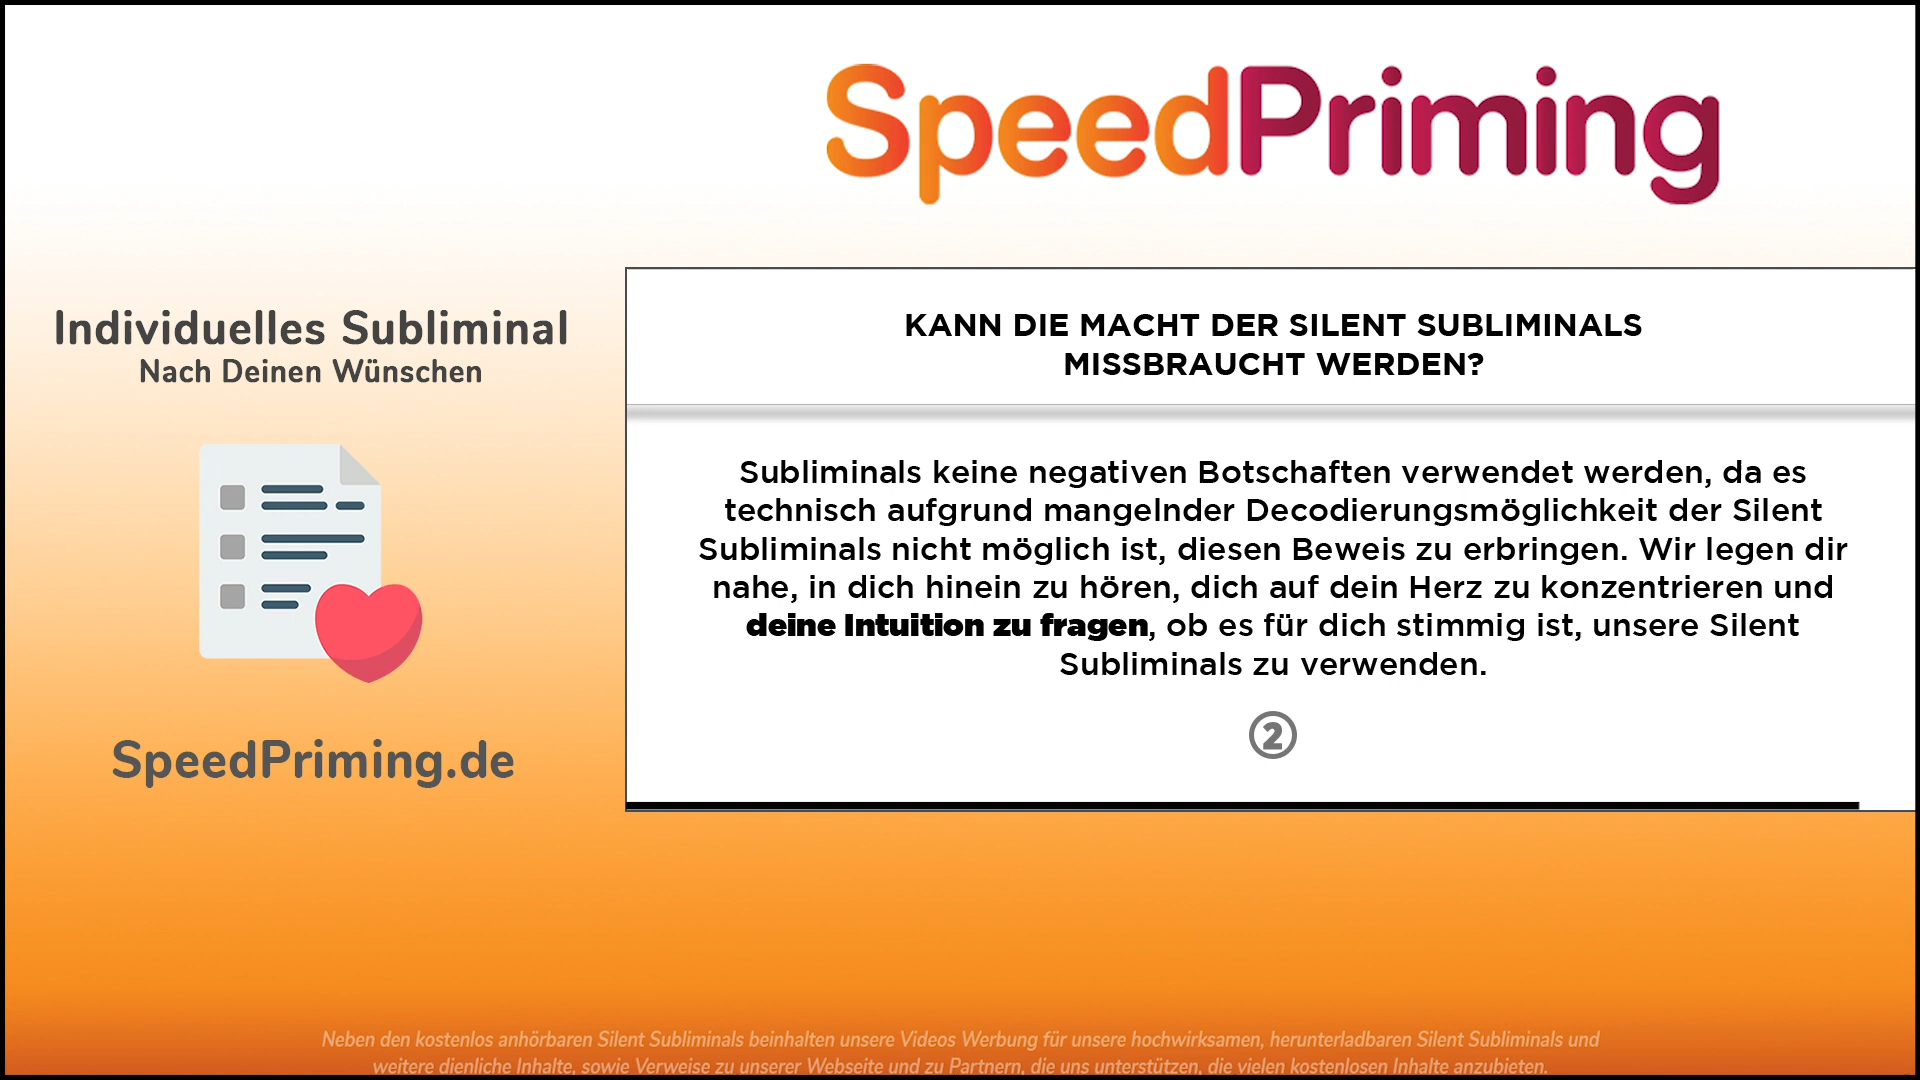 SpeedPriming
Individuelles Subliminal
Nach Deinen Wünschen
SpeedPriming.de
KANN DIE MACHT DER SILENT SUBLIMINALS
MISSBRAUCHT WERDEN?
Subliminals keine negativen Botschaften verwendet werden, da es
technisch aufgrund mangelnder Decodierungsmöglichkeit der Silent
Subliminals nicht möglich ist, diesen Beweis zu erbringen. Wir legen dir
nahe, in dich hinein zu hören, dich auf dein Herz zu konzentrieren und
deine Intuition zu fragen, ob es für dich stimmig ist, unsere Silent
Subliminals zu verwenden.
2
Neben den kostenlos anhörbaren Silent Subliminals beinhalten unsere Videos Werbung für unsere hochwirksamen, herunterladbaren Silent Subliminals und
weitere dienliche Inhalte, sowie Verweise zu unserer Webseite und zu Partnern, die uns unterstützen, die vielen kostenlosen Inhalte anzubieten.